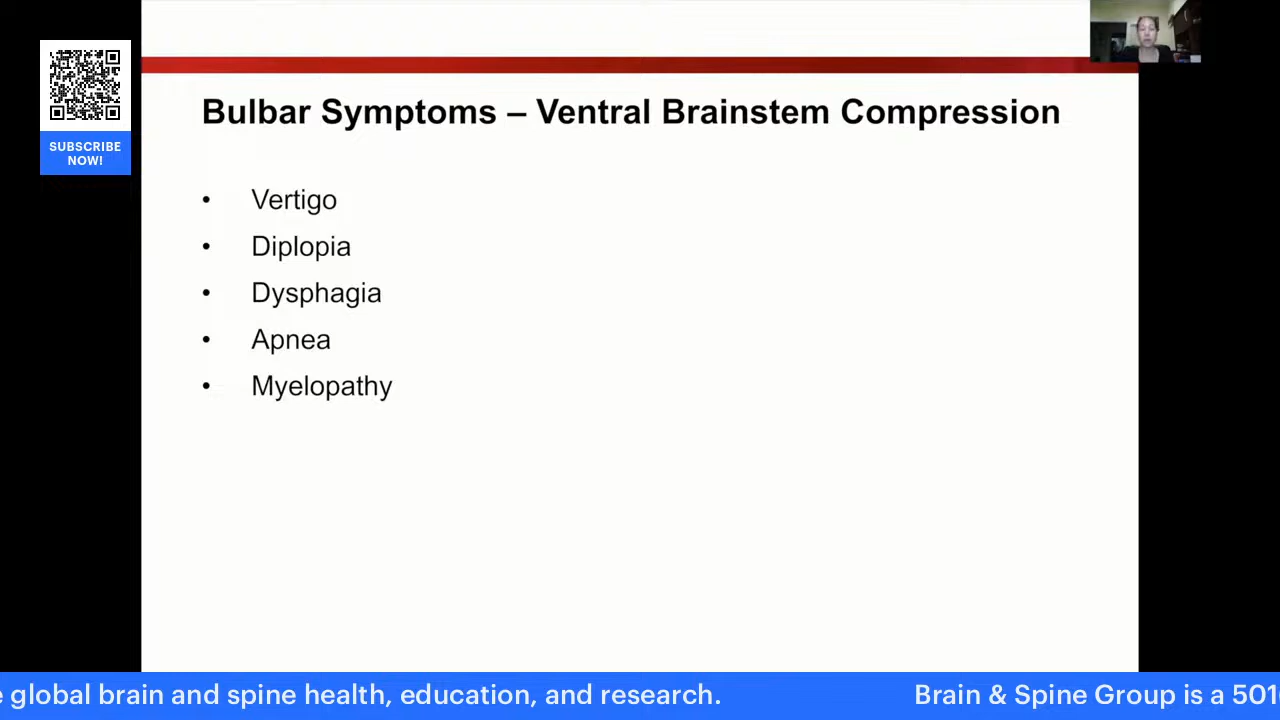 SUBSCRIBE
NOW!
Bulbar Symptoms – Ventral Brainstem Compression
• Vertigo
• Diplopia
• Dysphagia
• Apnea
• Myelopathy
global brain and spine health, education, and research. Brain & Spine Group is a 501